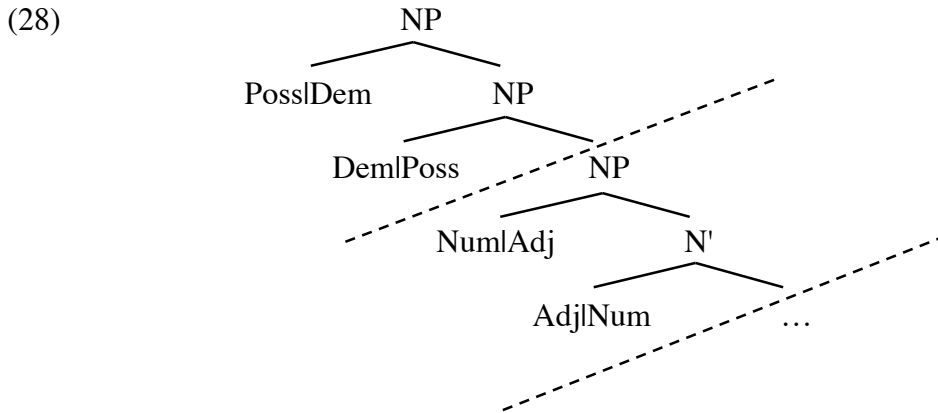 (28) NP
Poss|Dem NP
Dem|Poss NP
Num|Adj N'
Adj|Num …